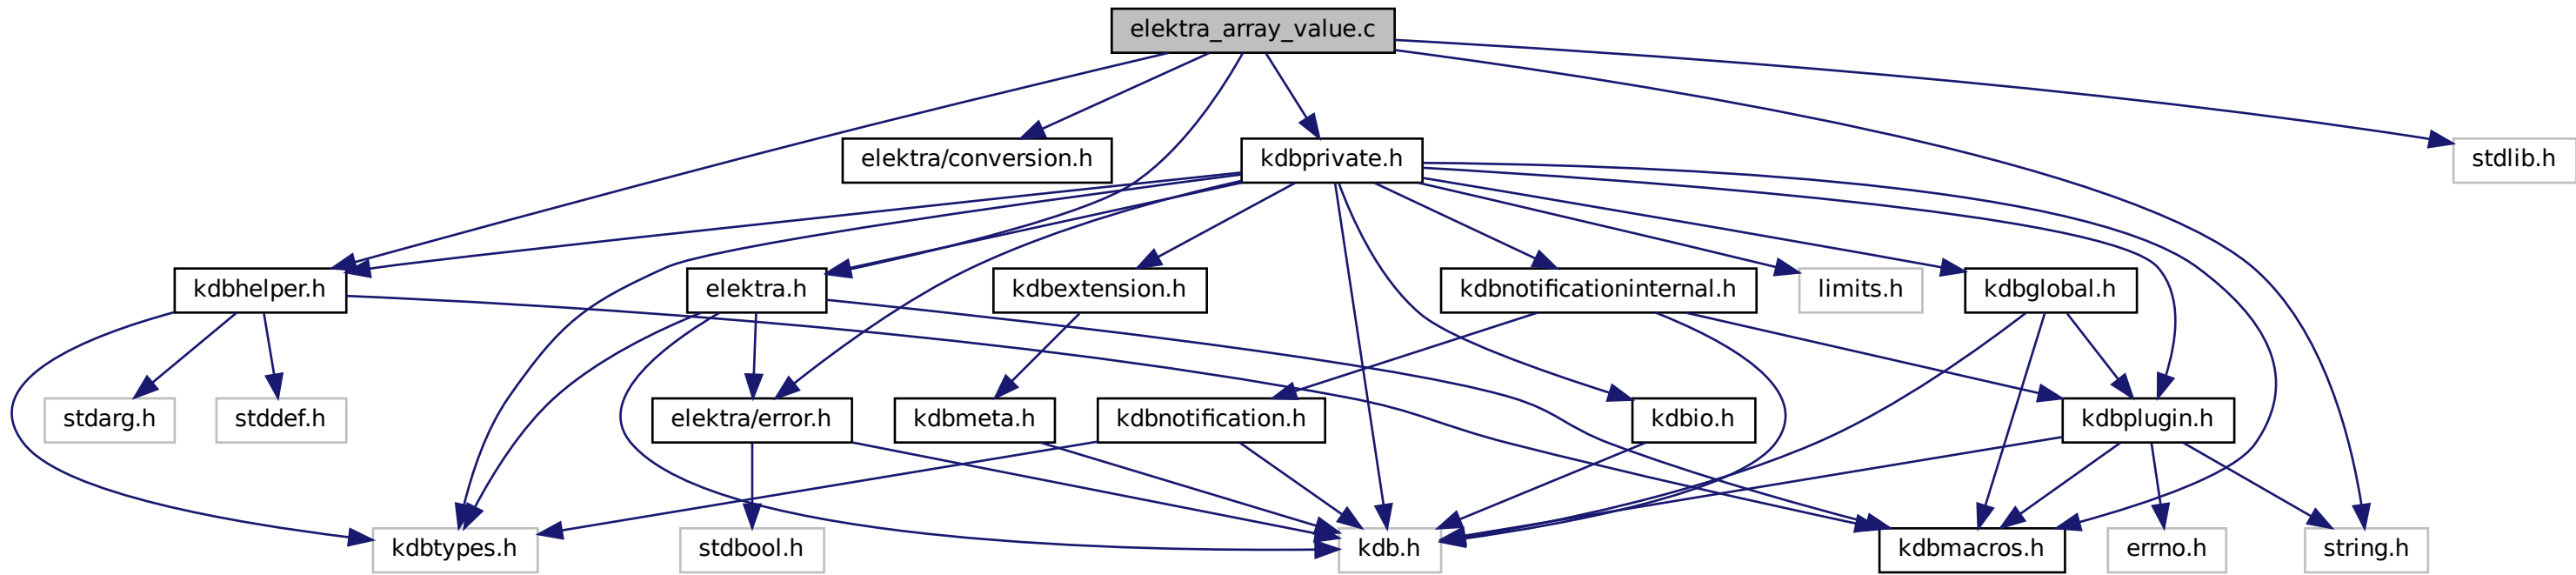 elektra_array_value.c
elektra/conversion.h
kdbprivate.h
stdlib.h
kdbhelper.h
elektra.h
kdbextension.h
kdbnotificationinternal.h
limits.h
kdbglobal.h
stdarg.h
stddef.h
elektra/error.h
kdbmeta.h
kdbnotification.h
kdbio.h
kdbplugin.h
kdbtypes.h
stdbool.h
kdb.h
kdbmacros.h
errno.h
string.h